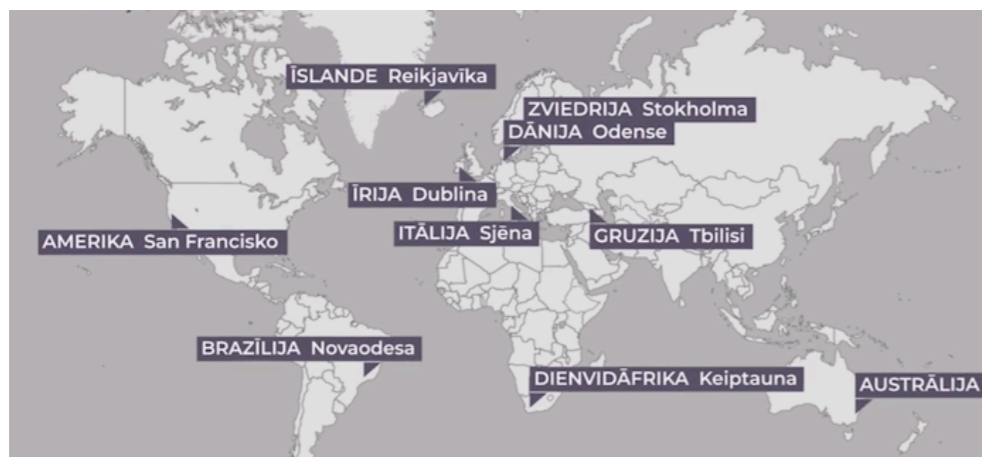 ĪSLANDE Reikjavīka
ZVIEDRIJA Stokholma
DĀNIJA Odense
ĪRIJA Dublina
ITĀLIJA Sjēna
GRUZIJA Tbilisi
AMERIKA San Francisko
BRAZĪLIJA Novaodesa
DIENVIDĀFRIKA Keiptauna
AUSTRĀLIJA